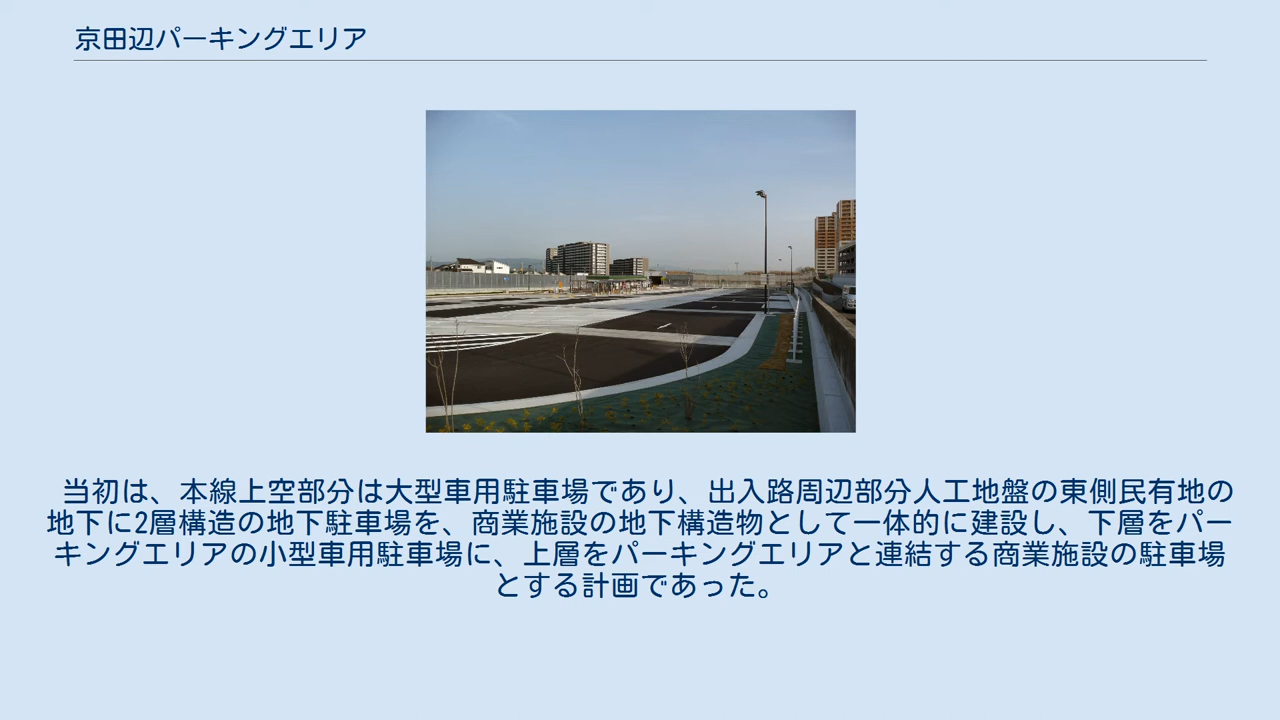 京田辺パーキングエリア
当初は、本線上空部分は大型車用駐車場であり、出入路周辺部分人工地盤の東側民有地の
地下に2層構造の地下駐車場を、商業施設の地下構造物として一体的に建設し、下層をパー
キングエリアの小型車用駐車場に、上層をパーキングエリアと連結する商業施設の駐車場
とする計画であった。